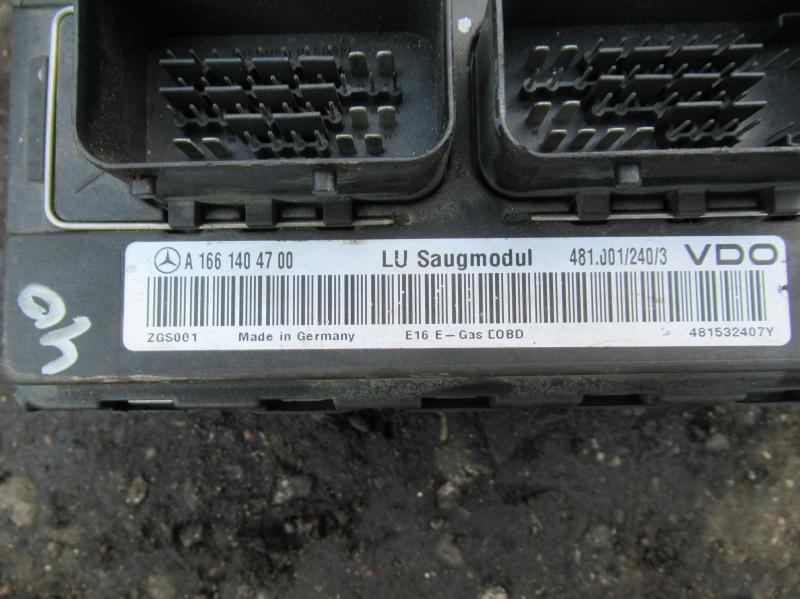 A 166 140 47 00 LU Saugmodul 481.001/240/3 VDO
ZGS001 Made in Germany E16 E-Gas EOBD 481532407Y